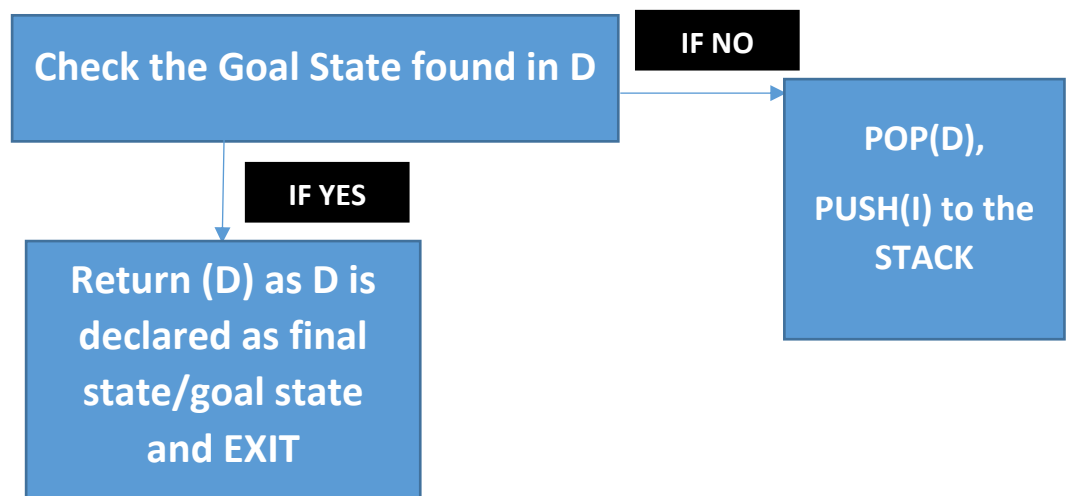 Check the Goal State found in D
IF NO
POP(D),
PUSH(I) to the
STACK
IF YES
Return (D) as D is
declared as final
state/goal state
and EXIT